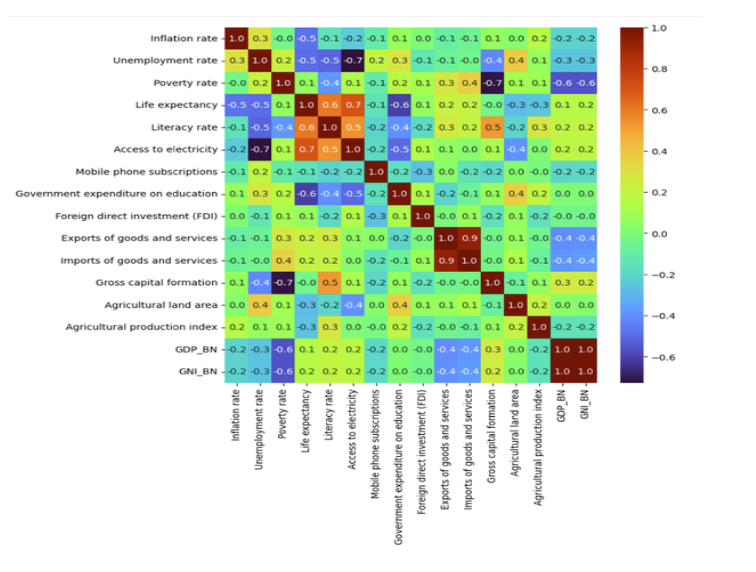 Inflation rate 1.0 0.3 -0.0 -0.5 -0.1 -0.2 -0.1 0.1 0.0 -0.1 -0.1 0.1 0.0 0.2 -0.2 -0.2
Unemployment rate 0.3 1.0 0.2 -0.5 -0.5 -0.7 0.2 0.3 -0.1 -0.1 -0.0 -0.4 0.4 0.1 -0.3 -0.3
Poverty rate -0.0 0.2 1.0 0.1 -0.4 0.1 -0.1 0.2 0.1 0.3 0.4 -0.7 0.1 0.1 -0.6 -0.6
Life expectancy -0.5 -0.5 0.1 1.0 0.6 0.7 -0.1 -0.6 0.1 0.2 0.2 -0.0 -0.3 -0.3 0.1 0.2
Literacy rate -0.1 -0.5 -0.4 0.6 1.0 0.5 -0.2 -0.4 -0.2 0.3 0.2 0.5 -0.2 0.3 0.2 0.2
Access to electricity -0.2 -0.7 0.1 0.7 0.5 1.0 -0.2 -0.5 0.1 0.1 0.0 0.1 -0.4 0.0 0.2 0.2
Mobile phone subscriptions -0.1 0.2 -0.1 -0.1 -0.2 -0.2 1.0 -0.2 -0.3 0.0 -0.2 -0.2 0.0 -0.0 -0.2 -0.2
Government expenditure on education 0.1 0.3 0.2 -0.6 -0.4 -0.5 -0.2 1.0 0.1 -0.2 -0.1 0.1 0.4 0.2 0.0 0.0
Foreign direct investment (FDI) 0.0 -0.1 0.1 0.1 -0.2 0.1 -0.3 0.1 1.0 -0.0 0.1 -0.2 0.1 -0.2 -0.0 -0.0
Exports of goods and services -0.1 -0.1 0.3 0.2 0.3 0.1 0.0 -0.2 -0.0 1.0 0.9 -0.0 0.1 -0.0 -0.4 -0.4
Imports of goods and services -0.1 -0.0 0.4 0.2 0.2 0.0 -0.2 -0.1 0.1 0.9 1.0 -0.0 0.1 -0.1 -0.4 -0.4
Gross capital formation 0.1 -0.4 -0.7 -0.0 0.5 0.1 -0.2 0.1 -0.2 -0.0 -0.0 1.0 -0.1 0.1 0.3 0.2
Agricultural land area -0.0 0.4 0.1 -0.3 -0.2 -0.4 0.0 0.4 0.1 0.1 0.1 -0.1 1.0 0.2 0.0 0.0
Agricultural production index 0.2 0.1 0.1 -0.3 0.3 0.0 -0.0 0.2 -0.2 -0.0 -0.1 0.1 0.2 1.0 -0.2 -0.2
GDP_BN -0.2 -0.3 -0.6 0.1 0.2 0.2 -0.2 0.0 -0.0 -0.4 -0.4 0.3 0.0 -0.2 1.0 1.0
GNI_BN -0.2 -0.3 -0.6 0.2 0.2 0.2 -0.2 0.0 -0.0 -0.4 -0.4 0.2 0.0 -0.2 1.0 1.0
Inflation rate
Unemployment rate
Poverty rate
Life expectancy
Literacy rate
Access to electricity
Mobile phone subscriptions
Government expenditure on education
Foreign direct investment (FDI)
Exports of goods and services
Imports of goods and services
Gross capital formation
Agricultural land area
Agricultural production index
GDP_BN
GNI_BN
1.0
0.8
0.6
0.4
0.2
0.0
−0.2
−0.4
−0.6